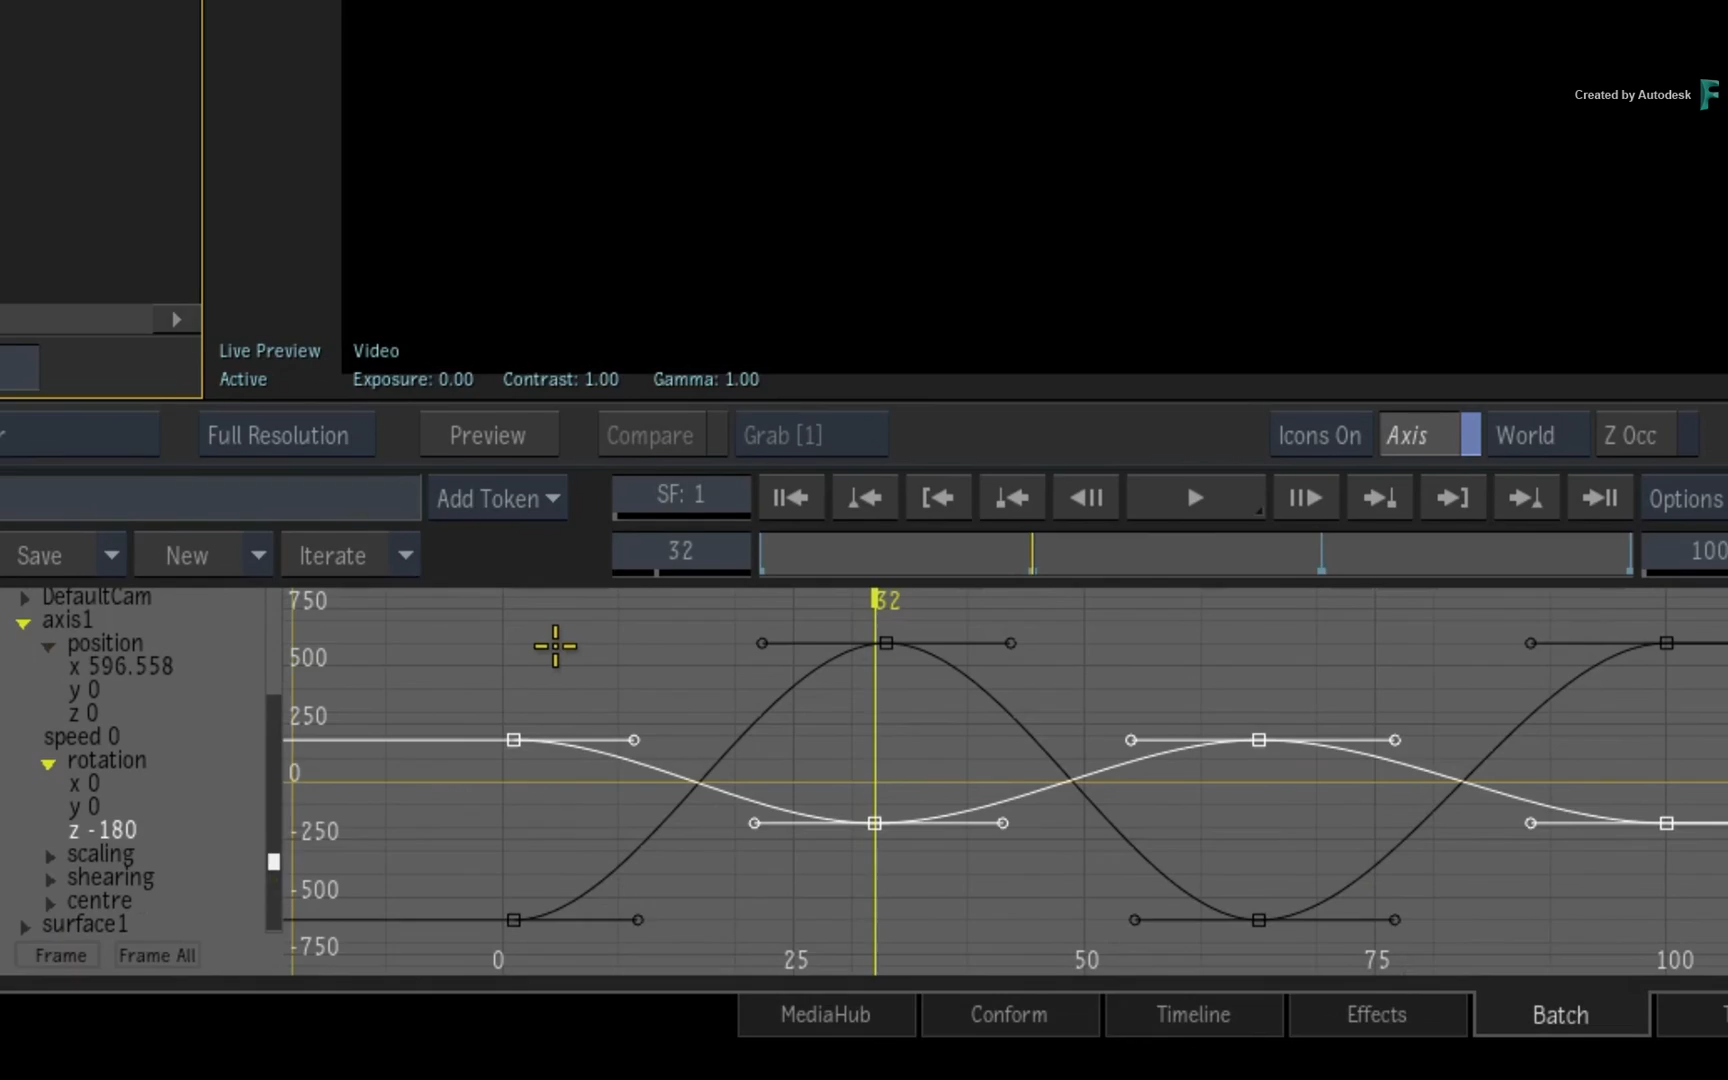 Created by Autodesk
Live Preview Video
Active Exposure: 0.00 Contrast: 1.00 Gamma: 1.00
Full Resolution Preview Compare Grab [1] Icons On Axis World Z Occ
Add Token SF: 1 Options
Save New Iterate 32 100
DefaultCam
axis1
position
x 596.558
y 0
z 0
speed 0
rotation
x 0
y 0
z -180
scaling
shearing
centre
surface1
Frame Frame All
750
500
250
0
-250
-500
-750
32
0 25 50 75 100
MediaHub Conform Timeline Effects Batch